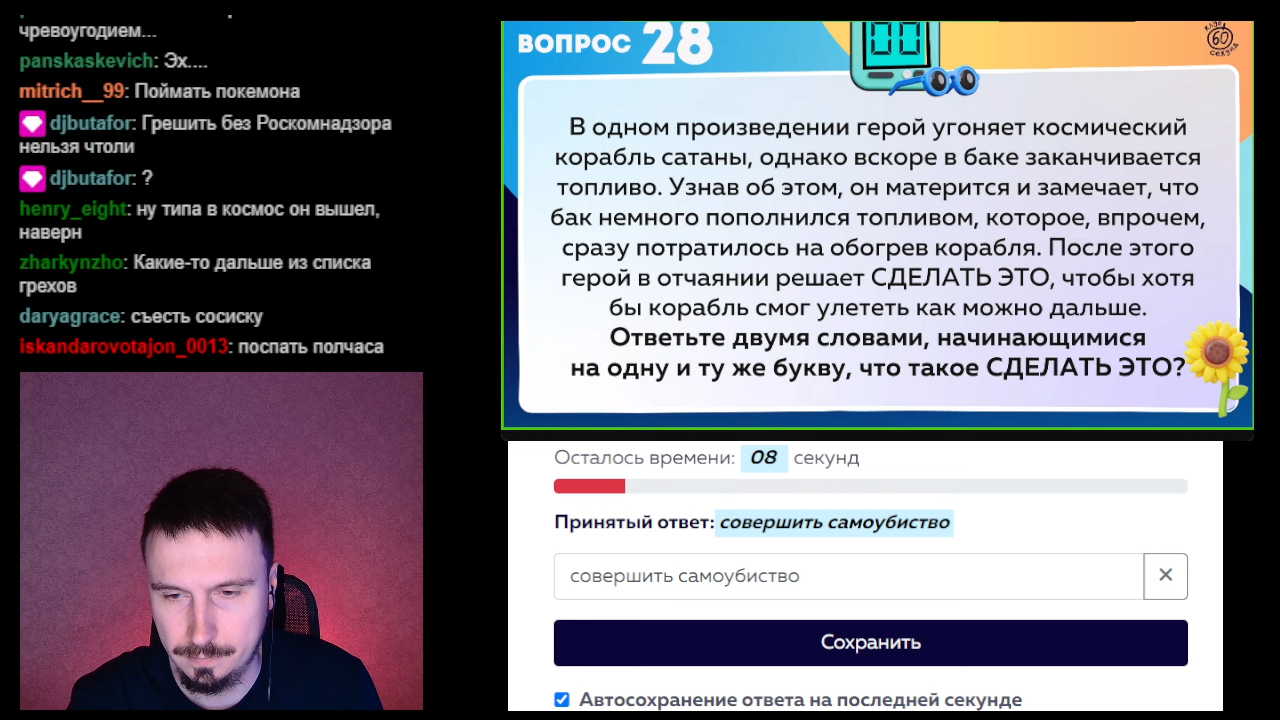 чревоугодием...
panskaskevich: Эх....
mitrich__99: Поймать покемона
djbutafor: Грешить без Роскомнадзора
нельзя чтоли
djbutafor: ?
henry_eight: ну типа в космос он вышел,
наверн
zharkynzho: Какие-то дальше из списка
грехов
daryagrace: съесть сосиску
iskandarovotajon_0013: поспать полчаса
ВОПРОС 28
00
КЛУБ
60
СЕКУНД
В одном произведении герой угоняет космический
корабль сатаны, однако вскоре в баке заканчивается
топливо. Узнав об этом, он матерится и замечает, что
бак немного пополнился топливом, которое, впрочем,
сразу потратилось на обогрев корабля. После этого
герой в отчаянии решает СДЕЛАТЬ ЭТО, чтобы хотя
бы корабль смог улететь как можно дальше.
Ответьте двумя словами, начинающимися
на одну и ту же букву, что такое СДЕЛАТЬ ЭТО?
Осталось времени: 08 секунд
Принятый ответ: совершить самоубиство
совершить самоубиство
Сохранить
Автосохранение ответа на последней секунде